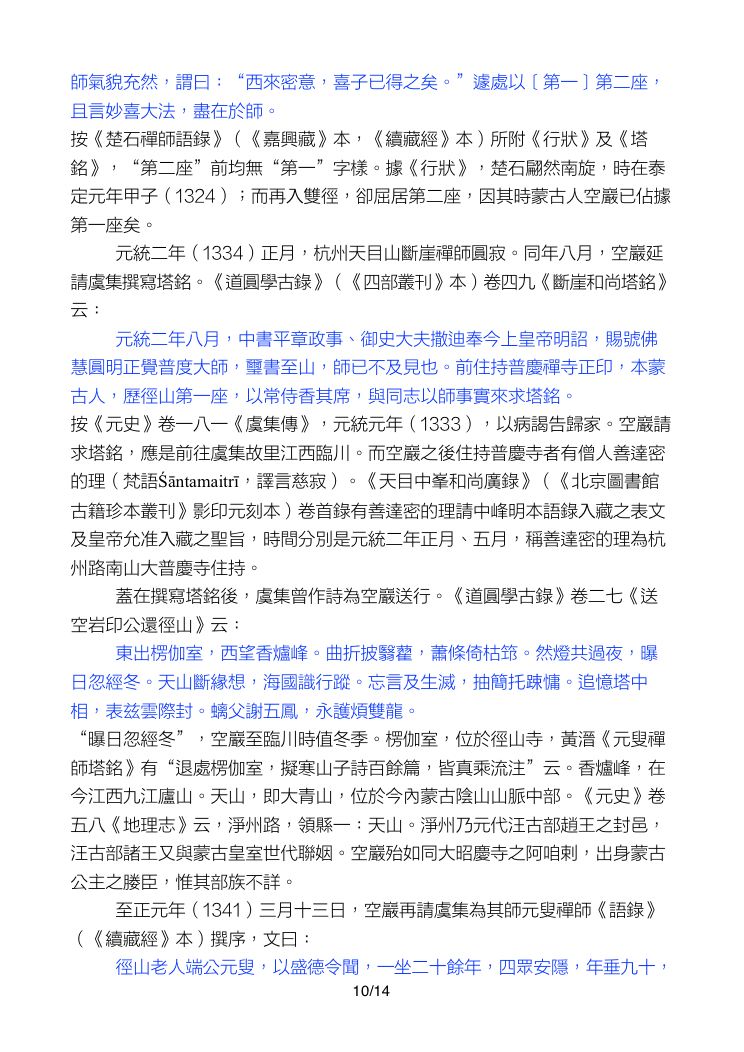 師氣貌充然，謂曰：“西來密意，喜子已得之矣。”遽處以［第一］第二座，
且言妙喜大法，盡在於師。
按《楚石禪師語錄》（《嘉興藏》本，《續藏經》本）所附《行狀》及《塔
銘》，“第二座”前均無“第一”字樣。據《行狀》，楚石翩然南旋，時在泰
定元年甲子（1324）；而再入雙徑，卻屈居第二座，因其時蒙古人空巖已佔據
第一座矣。
元統二年（1334）正月，杭州天目山斷崖禪師圓寂。同年八月，空巖延
請虞集撰寫塔銘。《道園學古錄》（《四部叢刊》本）卷四九《斷崖和尚塔銘》
云：
元統二年八月，中書平章政事、御史大夫撒迪奉今上皇帝明詔，賜號佛
慧圓明正覺普度大師，璽書至山，師已不及見也。前住持普慶禪寺正印，本蒙
古人，歷徑山第一座，以常侍香其席，與同志以師事實來求塔銘。
按《元史》卷一八一《虞集傳》，元統元年（1333），以病謁告歸家。空巖請
求塔銘，應是前往虞集故里江西臨川。而空巖之後住持普慶寺者有僧人善達密
的理（梵語Śāntamaitrī，譯言慈寂）。《天目中峯和尚廣錄》（《北京圖書館
古籍珍本叢刊》影印元刻本）卷首錄有善達密的理請中峰明本語錄入藏之表文
及皇帝允准入藏之聖旨，時間分別是元統二年正月、五月，稱善達密的理為杭
州路南山大普慶寺住持。
蓋在撰寫塔銘後，虞集曾作詩為空巖送行。《道園學古錄》卷二七《送
空岩印公還徑山》云：
東出楞伽室，西望香爐峰。曲折披翳藋，蕭條倚枯筇。然燈共過夜，曝
日忽經冬。天山斷緣想，海國識行蹤。忘言及生滅，抽簡托踈慵。追憶塔中
相，表茲雲際封。螭父謝五鳳，永護煩雙龍。
“曝日忽經冬”，空巖至臨川時值冬季。楞伽室，位於徑山寺，黃溍《元叟禪
師塔銘》有“退處楞伽室，擬寒山子詩百餘篇，皆真乘流注”云。香爐峰，在
今江西九江廬山。天山，即大青山，位於今內蒙古陰山山脈中部。《元史》卷
五八《地理志》云，淨州路，領縣一：天山。淨州乃元代汪古部趙王之封邑，
汪古部諸王又與蒙古皇室世代聯姻。空巖殆如同大昭慶寺之阿咱剌，出身蒙古
公主之媵臣，惟其部族不詳。
至正元年（1341）三月十三日，空巖再請虞集為其師元叟禪師《語錄》
（《續藏經》本）撰序，文曰：
徑山老人端公元叟，以盛德令聞，一坐二十餘年，四眾安隱，年垂九十，
10/14